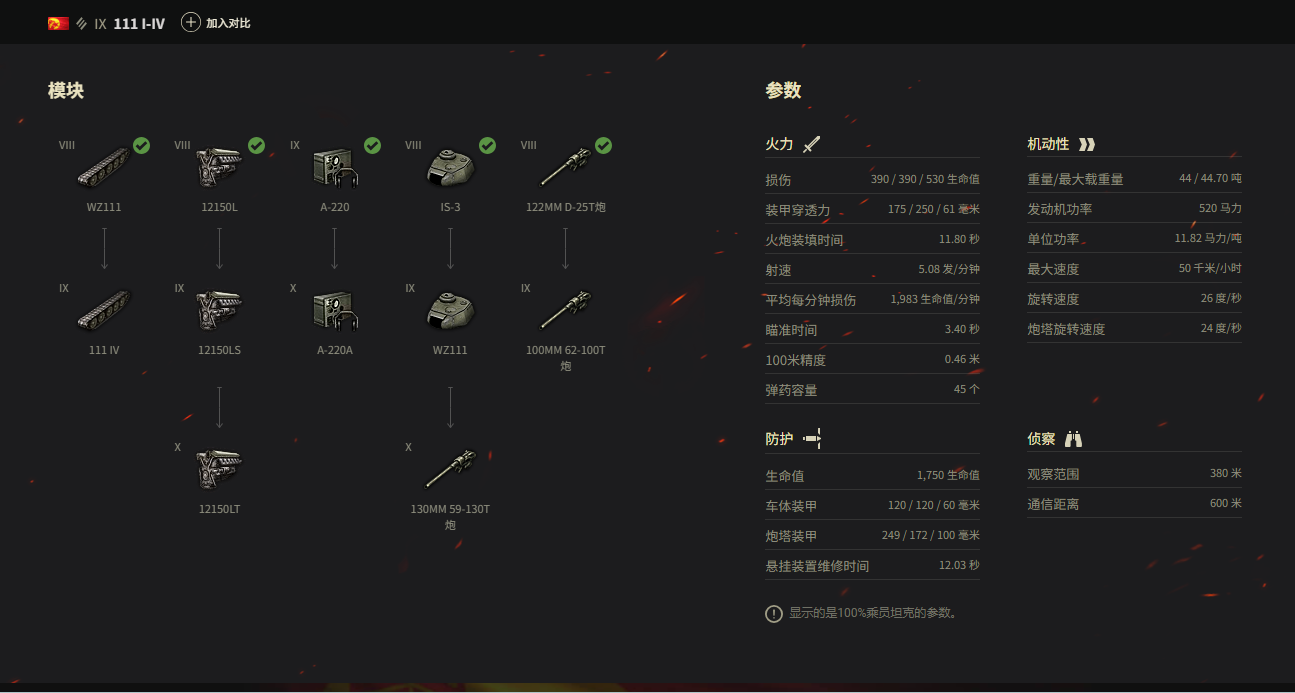 IX 111 I-IV 加入对比
模块
VIII
VIII
IX
VIII
VIII
WZ111
12150L
A-220
IS-3
122MM D-25T炮
IX
IX
X
IX
IX
111 IV
12150LS
A-220A
WZ111
100MM 62-100T
炮
X
X
12150LT
130MM 59-130T
炮
参数
火力
损伤 390 / 390 / 530 生命值
装甲穿透力 175 / 250 / 61 毫米
火炮装填时间 11.80 秒
射速 5.08 发/分钟
平均每分钟损伤 1,983 生命值/分钟
瞄准时间 3.40 秒
100米精度 0.46 米
弹药容量 45 个
机动性
重量/最大载重量 44 / 44.70 吨
发动机功率 520 马力
单位功率 11.82 马力/吨
最大速度 50 千米/小时
旋转速度 26 度/秒
炮塔旋转速度 24 度/秒
防护
生命值 1,750 生命值
车体装甲 120 / 120 / 60 毫米
炮塔装甲 249 / 172 / 100 毫米
悬挂装置维修时间 12.03 秒
侦察
观察范围 380 米
通信距离 600 米
显示的是100%乘员坦克的参数。